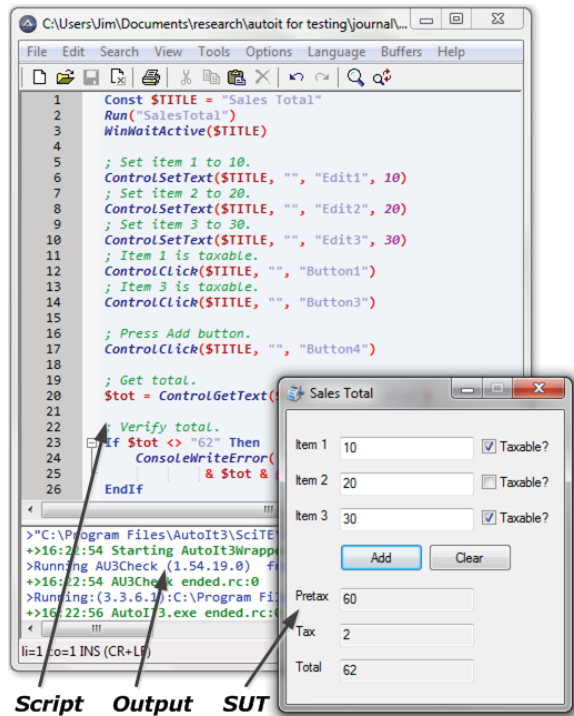 C:\Users\Jim\Documents\research\autoit for testing\journal\...
File Edit Search View Tools Options Language Buffers Help
1 Const $TITLE = "Sales Total"
2 Run("SalesTotal")
3 WinWaitActive($TITLE)
4
5 ; Set item 1 to 10.
6 ControlSetText($TITLE, "", "Edit1", 10)
7 ; Set item 2 to 20.
8 ControlSetText($TITLE, "", "Edit2", 20)
9 ; Set item 3 to 30.
10 ControlSetText($TITLE, "", "Edit3", 30)
11 ; Item 1 is taxable.
12 ControlClick($TITLE, "", "Button1")
13 ; Item 3 is taxable.
14 ControlClick($TITLE, "", "Button3")
15
16 ; Press Add button.
17 ControlClick($TITLE, "", "Button4")
18
19 ; Get total.
20 $tot = ControlGetText(
21
22 ; Verify total.
23 If $tot <> "62" Then
24 ConsoleWriteError(
25 & $tot &
26 EndIf
>"C:\Program Files\AutoIt3\SciTE
+>16:22:54 Starting AutoIt3Wrappe
>Running AU3Check (1.54.19.0) f
+>16:22:54 AU3Check ended.rc:0
>Running:(3.3.6.1):C:\Program Fi
+>16:22:56 AutoIt3.exe ended.rc:0
li=1 co=1 INS (CR+LF)
Sales Total
Item 1 10 Taxable?
Item 2 20 Taxable?
Item 3 30 Taxable?
Add Clear
Pretax 60
Tax 2
Total 62
Script Output SUT